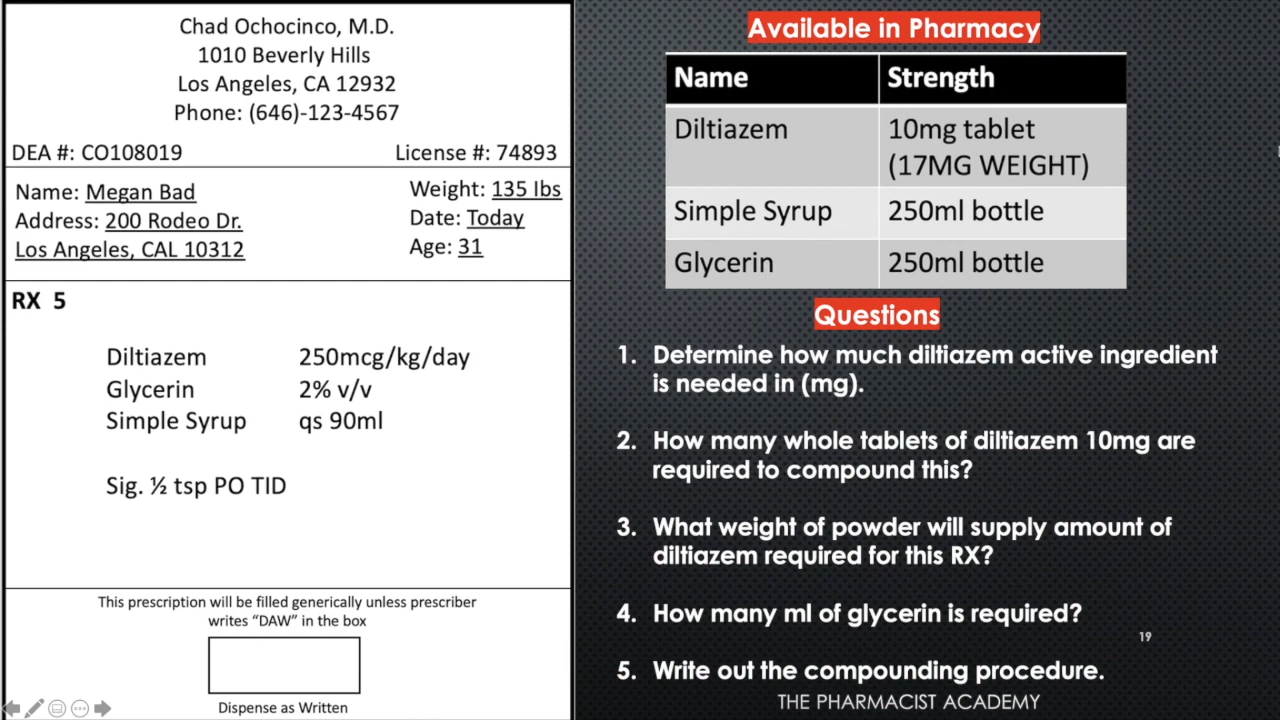 Chad Ochocinco, M.D.
1010 Beverly Hills
Los Angeles, CA 12932
Phone: (646)-123-4567
DEA #: CO108019 License #: 74893
Name: Megan Bad Weight: 135 lbs
Address: 200 Rodeo Dr. Date: Today
Los Angeles, CAL 10312 Age: 31
RX 5
Diltiazem 250mcg/kg/day
Glycerin 2% v/v
Simple Syrup qs 90ml
Sig. ½ tsp PO TID
This prescription will be filled generically unless prescriber
writes “DAW” in the box
Dispense as Written
Available in Pharmacy
Name Strength
Diltiazem 10mg tablet
(17MG WEIGHT)
Simple Syrup 250ml bottle
Glycerin 250ml bottle
Questions
1. Determine how much diltiazem active ingredient
is needed in (mg).
2. How many whole tablets of diltiazem 10mg are
required to compound this?
3. What weight of powder will supply amount of
diltiazem required for this RX?
4. How many ml of glycerin is required?
19
5. Write out the compounding procedure.
THE PHARMACIST ACADEMY